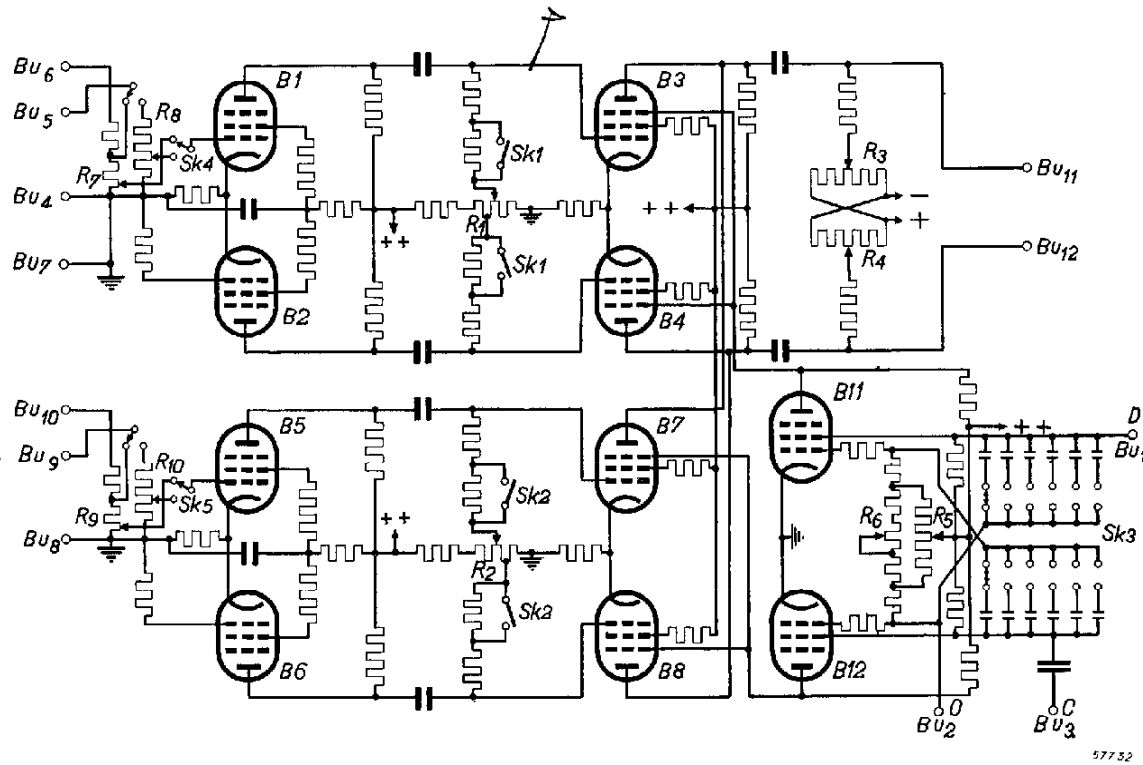 Bu6
Bu5
Bu4
Bu7
R7
R8
Sk4
B1
B2
++
R1
Sk1
Sk1
B3
B4
++
R3
R4
−
+
Bu11
Bu12
Bu10
Bu9
Bu8
R9
R10
Sk5
B5
B6
++
R2
Sk2
Sk2
B7
B8
B11
B12
R6
R5
++
D
Sk3
O
Bu2
C
Bu3
57732